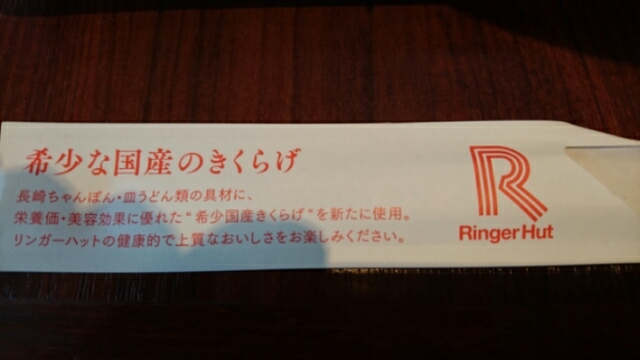 希少な国産のきくらげ
長崎ちゃんぽん・皿うどん類の具材に、
栄養価・美容効果に優れた“希少国産きくらげ”を新たに使用。
リンガーハットの健康的で上質なおいしさをお楽しみください。
R
RingerHut